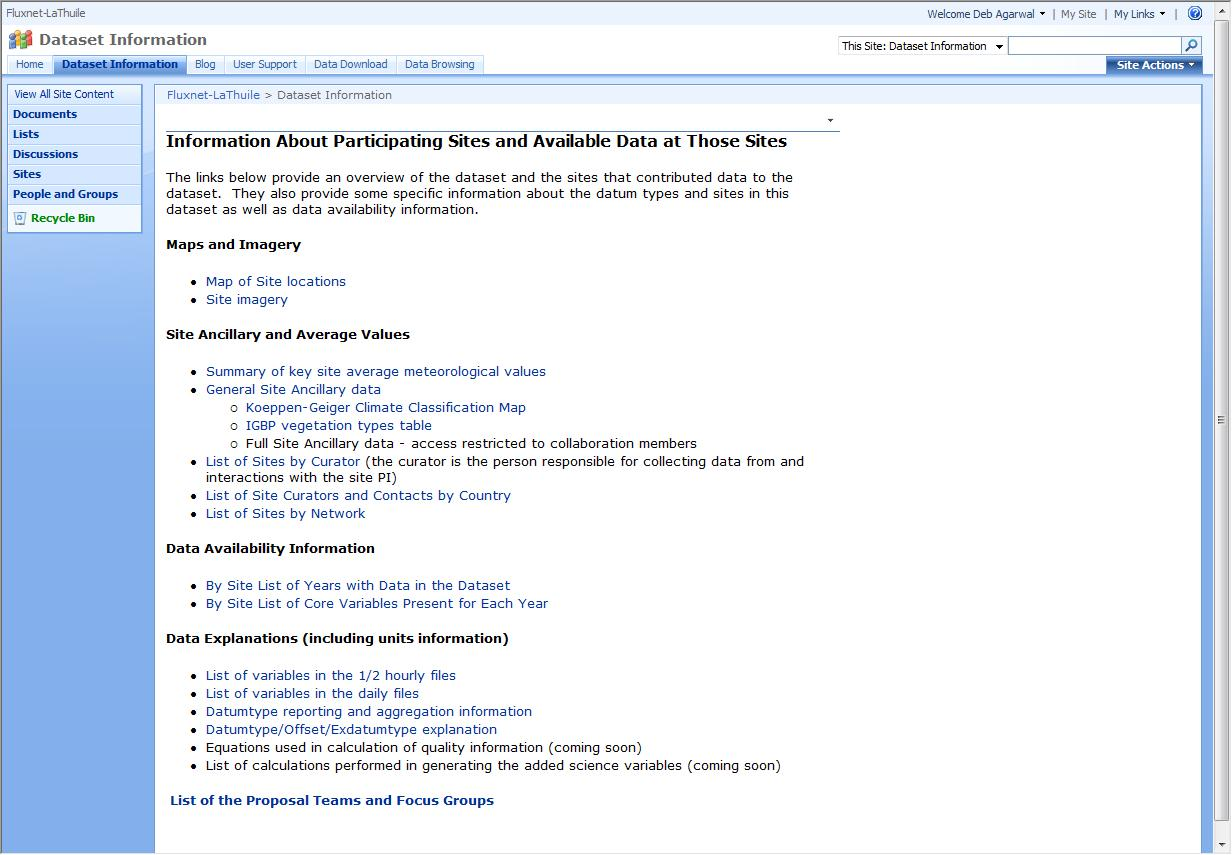 Fluxnet-LaThuile
Welcome Deb Agarwal | My Site | My Links |
Dataset Information
This Site: Dataset Information
Home Dataset Information Blog User Support Data Download Data Browsing
Site Actions
View All Site Content
Documents
Lists
Discussions
Sites
People and Groups
Recycle Bin
Fluxnet-LaThuile > Dataset Information
Information About Participating Sites and Available Data at Those Sites
The links below provide an overview of the dataset and the sites that contributed data to the
dataset. They also provide some specific information about the datum types and sites in this
dataset as well as data availability information.
Maps and Imagery
• Map of Site locations
• Site imagery
Site Ancillary and Average Values
• Summary of key site average meteorological values
• General Site Ancillary data
o Koeppen-Geiger Climate Classification Map
o IGBP vegetation types table
o Full Site Ancillary data - access restricted to collaboration members
• List of Sites by Curator (the curator is the person responsible for collecting data from and
interactions with the site PI)
• List of Site Curators and Contacts by Country
• List of Sites by Network
Data Availability Information
• By Site List of Years with Data in the Dataset
• By Site List of Core Variables Present for Each Year
Data Explanations (including units information)
• List of variables in the 1/2 hourly files
• List of variables in the daily files
• Datumtype reporting and aggregation information
• Datumtype/Offset/Exdatumtype explanation
• Equations used in calculation of quality information (coming soon)
• List of calculations performed in generating the added science variables (coming soon)
List of the Proposal Teams and Focus Groups